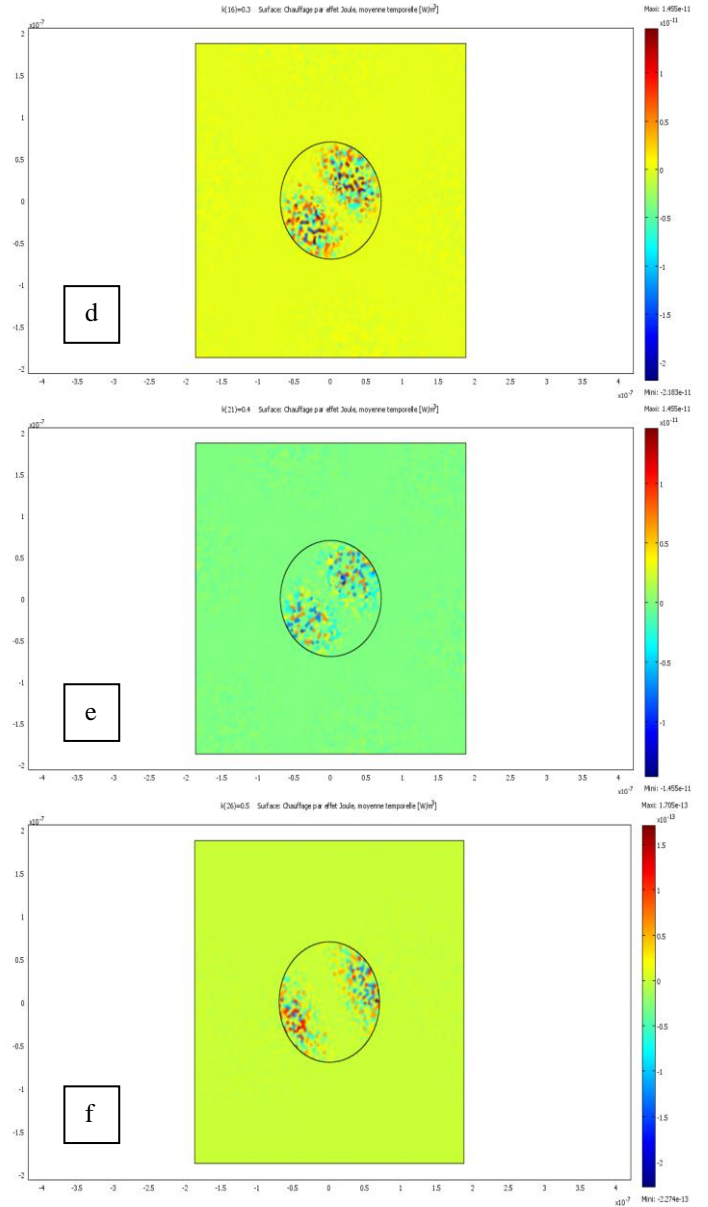 k(16)=0.3 Surface: Chauffage par effet Joule, moyenne temporelle [W/m³]
Maxi: 1.455e-11
x10⁻⁷
x10⁻¹¹
2
1.5
1
0.5
0
-0.5
-1
-1.5
-2
d
1
0.5
0
-0.5
-1
-1.5
-2
-4 -3.5 -3 -2.5 -2 -1.5 -1 -0.5 0 0.5 1 1.5 2 2.5 3 3.5 4
x10⁻⁷
Mini: -2.183e-11
k(21)=0.4 Surface: Chauffage par effet Joule, moyenne temporelle [W/m³]
Maxi: 1.455e-11
x10⁻⁷
x10⁻¹¹
2
1.5
1
0.5
0
-0.5
-1
-1.5
-2
e
1
0.5
0
-0.5
-1
-4 -3.5 -3 -2.5 -2 -1.5 -1 -0.5 0 0.5 1 1.5 2 2.5 3 3.5 4
x10⁻⁷
Mini: -1.455e-11
k(26)=0.5 Surface: Chauffage par effet Joule, moyenne temporelle [W/m³]
Maxi: 1.705e-13
x10⁻⁷
x10⁻¹³
2
1.5
1
0.5
0
-0.5
-1
-1.5
-2
f
1.5
1
0.5
0
-0.5
-1
-1.5
-2
-4 -3.5 -3 -2.5 -2 -1.5 -1 -0.5 0 0.5 1 1.5 2 2.5 3 3.5 4
x10⁻⁷
Mini: -2.274e-13